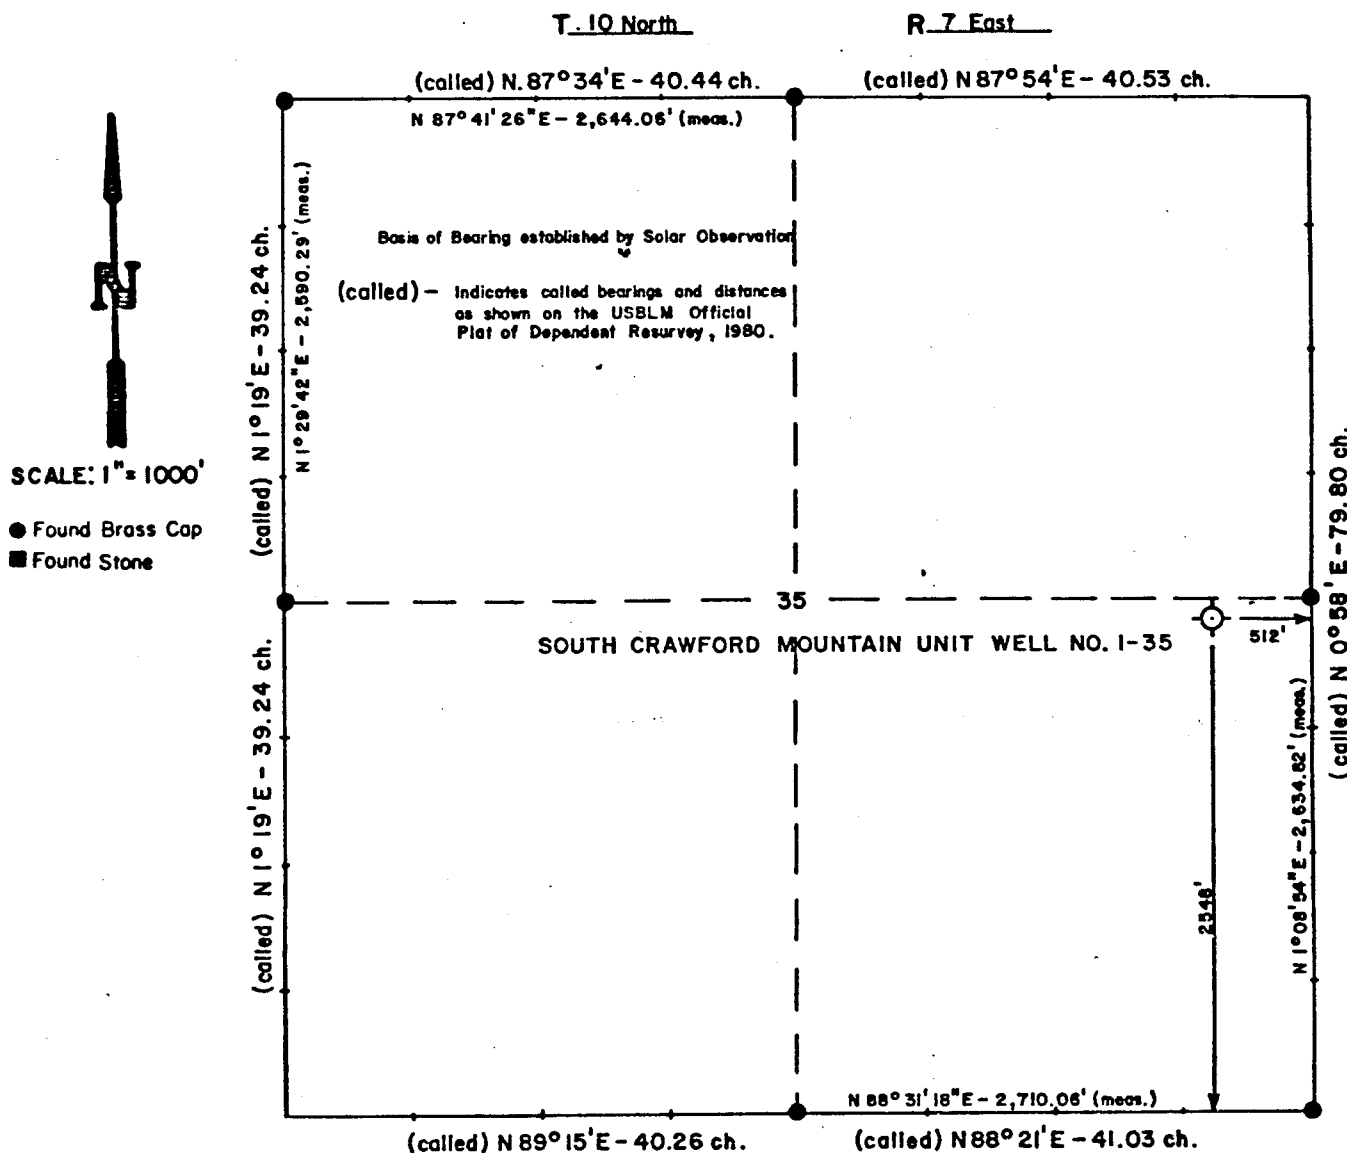 T. 10 North R 7 East
(called) N. 87° 34' E - 40.44 ch. (called) N 87° 54' E - 40.53 ch.
N 87° 41' 26" E - 2,644.06' (meas.)
(called) N 1° 19' E - 39.24 ch.
N 1° 29' 42" E - 2,590.29' (meas.)
Basis of Bearing established by Solar Observation
(called) - Indicates called bearings and distances
as shown on the USBLM Official
Plat of Dependent Resurvey, 1980.
N
SCALE: 1" = 1000'
Found Brass Cap
Found Stone
35
SOUTH CRAWFORD MOUNTAIN UNIT WELL NO. 1-35
512'
(called) N 0° 58' E - 79.80 ch.
(called) N 1° 19' E - 39.24 ch.
2548'
N 1° 08' 54" E - 2,634.82' (meas.)
N 88° 31' 18" E - 2,710.06' (meas.)
(called) N 89° 15' E - 40.26 ch. (called) N 88° 21' E - 41.03 ch.